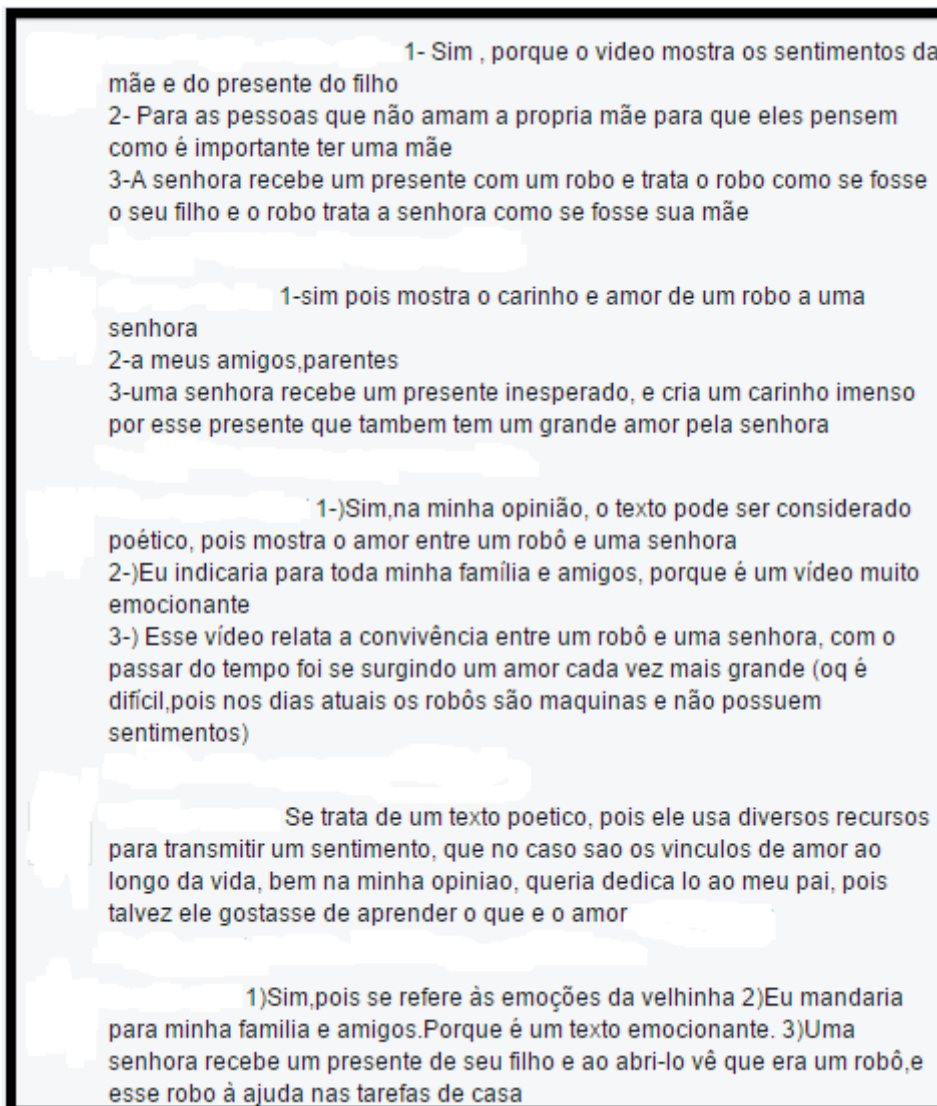 1- Sim , porque o video mostra os sentimentos da
mãe e do presente do filho
2- Para as pessoas que não amam a propria mãe para que eles pensem
como é importante ter uma mãe
3-A senhora recebe um presente com um robo e trata o robo como se fosse
o seu filho e o robo trata a senhora como se fosse sua mãe
1-sim pois mostra o carinho e amor de um robo a uma
senhora
2-a meus amigos,parentes
3-uma senhora recebe um presente inesperado, e cria um carinho imenso
por esse presente que tambem tem um grande amor pela senhora
1-)Sim,na minha opinião, o texto pode ser considerado
poético, pois mostra o amor entre um robô e uma senhora
2-)Eu indicaria para toda minha família e amigos, porque é um vídeo muito
emocionante
3-) Esse vídeo relata a convivência entre um robô e uma senhora, com o
passar do tempo foi se surgindo um amor cada vez mais grande (oq é
difícil,pois nos dias atuais os robôs são maquinas e não possuem
sentimentos)
Se trata de um texto poetico, pois ele usa diversos recursos
para transmitir um sentimento, que no caso sao os vinculos de amor ao
longo da vida, bem na minha opiniao, queria dedica lo ao meu pai, pois
talvez ele gostasse de aprender o que e o amor
1)Sim,pois se refere às emoções da velhinha 2)Eu mandaria
para minha familia e amigos.Porque é um texto emocionante. 3)Uma
senhora recebe um presente de seu filho e ao abri-lo vê que era um robô,e
esse robo à ajuda nas tarefas de casa